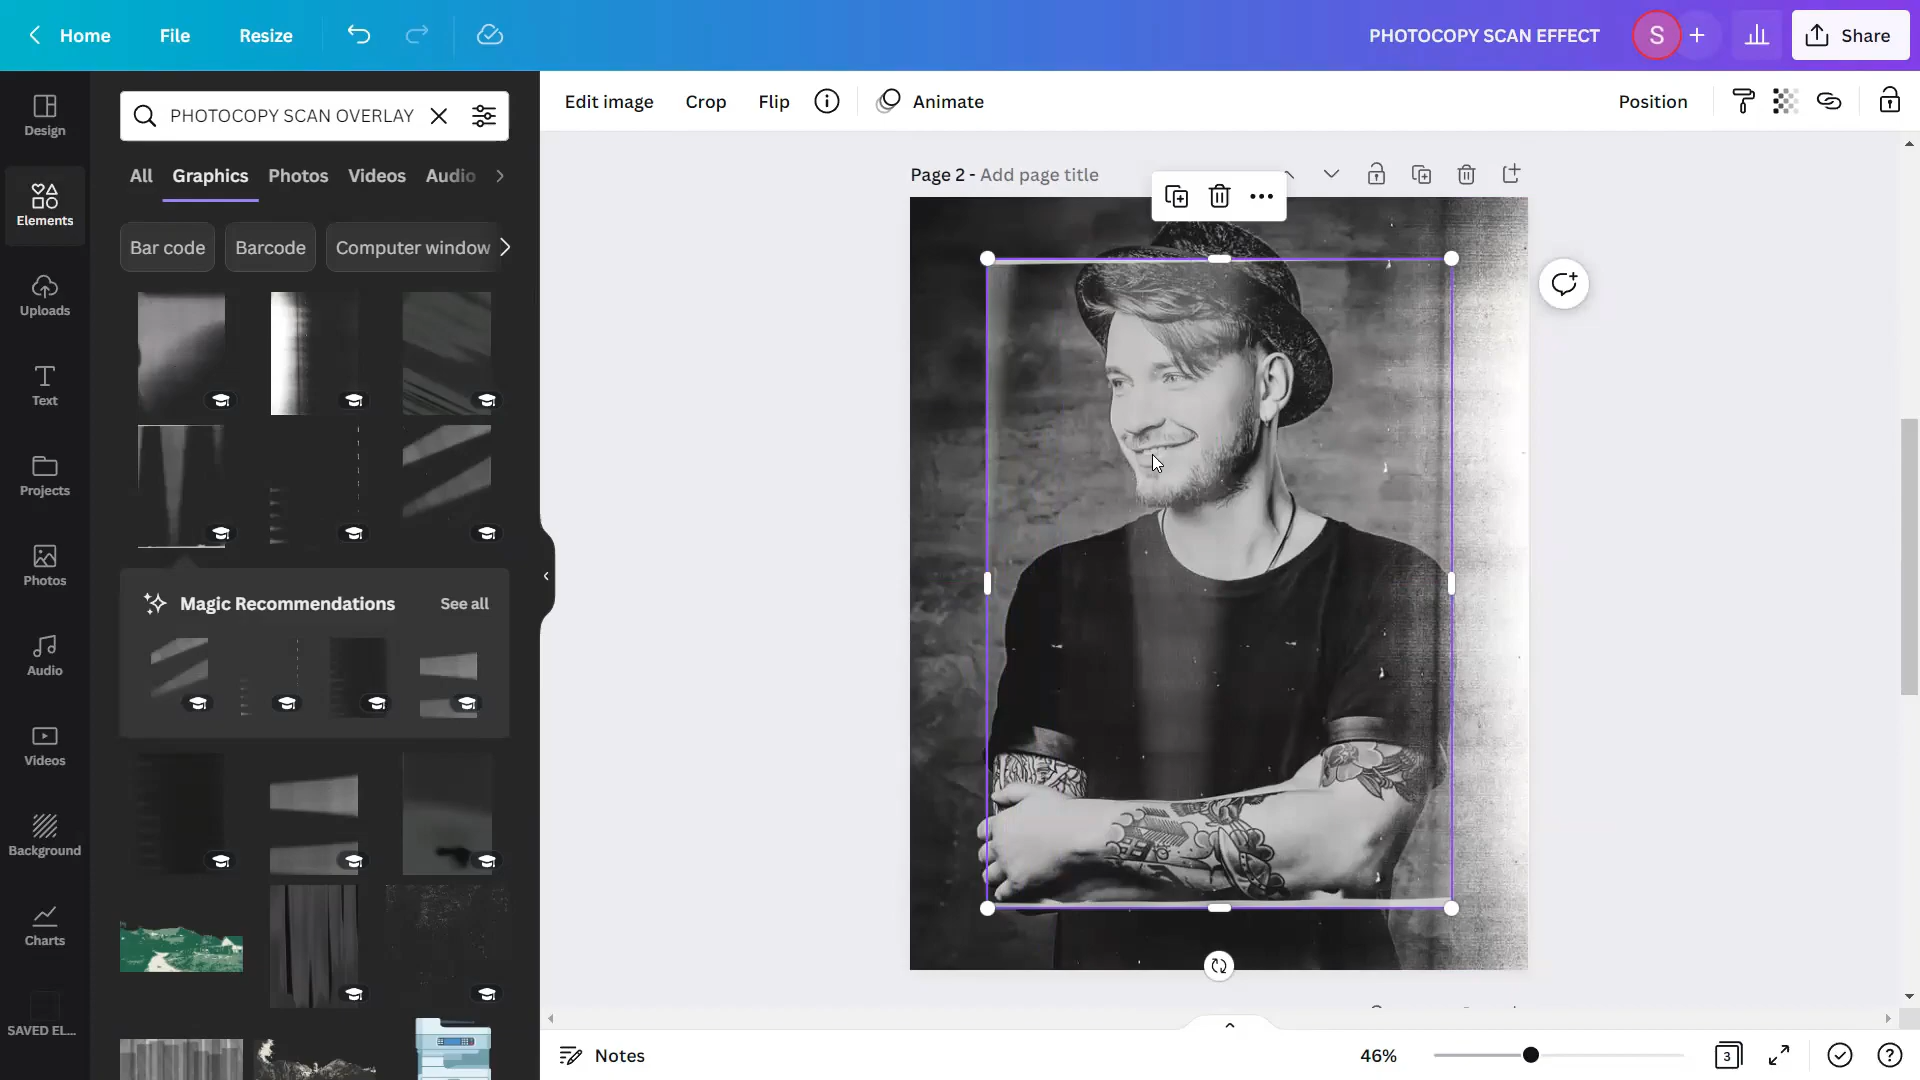 Home File Resize PHOTOCOPY SCAN EFFECT S Share
PHOTOCOPY SCAN OVERLAY
Edit image Crop Flip Animate Position
Design
All Graphics Photos Videos Audio
Page 2 - Add page title
Elements
Bar code Barcode Computer window
Uploads
Text
Projects
Photos
Magic Recommendations See all
Audio
Videos
Background
Charts
SAVED EL...
Notes 46% 3